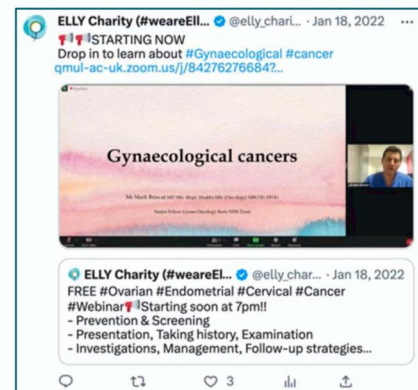 ELLY Charity (#weareEll... @elly_chari... · Jan 18, 2022 ...
STARTING NOW
Drop in to learn about #Gynaecological #cancer
qmul-ac-uk.zoom.us/j/84276276684?...
Gynaecological cancers
ELLY Charity (#weareEl... @elly_char... · Jan 18, 2022
FREE #Ovarian #Endometrial #Cervical #Cancer
#Webinar Starting soon at 7pm!!
- Prevention & Screening
- Presentation, Taking history, Examination
- Investigations, Management, Follow-up strategies...
3